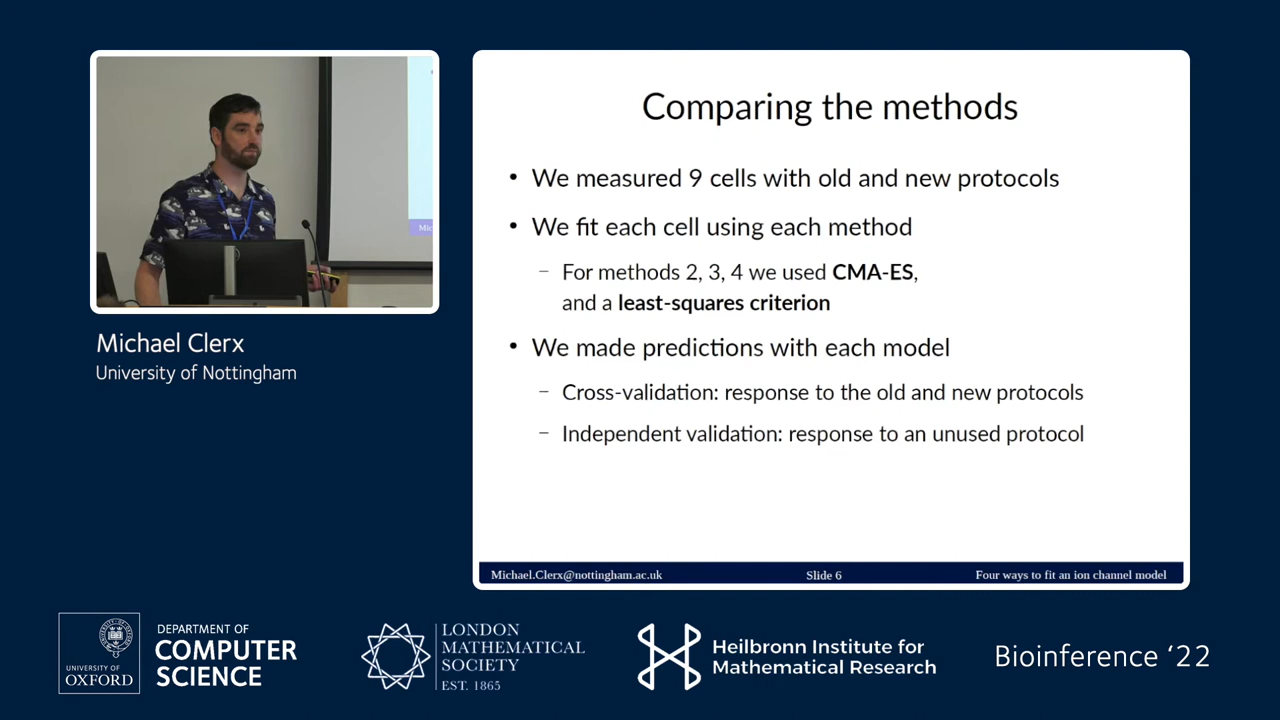 Michael Clerx
University of Nottingham
Comparing the methods
• We measured 9 cells with old and new protocols
• We fit each cell using each method
– For methods 2, 3, 4 we used CMA-ES,
and a least-squares criterion
• We made predictions with each model
– Cross-validation: response to the old and new protocols
– Independent validation: response to an unused protocol
Michael.Clerx@nottingham.ac.uk Slide 6 Four ways to fit an ion channel model
UNIVERSITY OF
OXFORD
DEPARTMENT OF
COMPUTER
SCIENCE
LONDON
MATHEMATICAL
SOCIETY
EST. 1865
Heilbronn Institute for
Mathematical Research
Bioinference ‘22